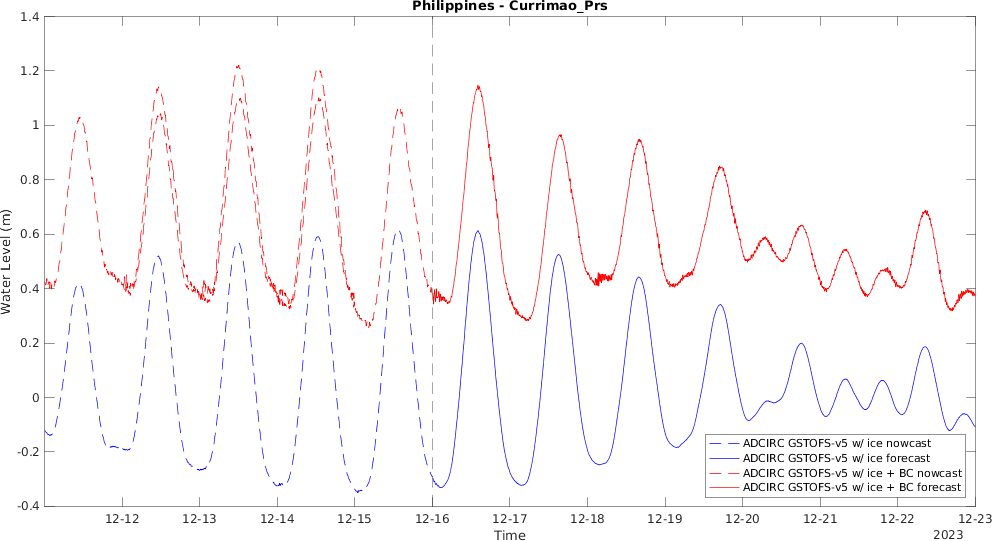 Philippines - Currimao_Prs
1.4
1.2
1
0.8
0.6
0.4
0.2
0
-0.2
-0.4
Water Level (m)
12-12 12-13 12-14 12-15 12-16 12-17 12-18 12-19 12-20 12-21 12-22 12-23
Time
2023
ADCIRC GSTOFS-v5 w/ ice nowcast
ADCIRC GSTOFS-v5 w/ ice forecast
ADCIRC GSTOFS-v5 w/ ice + BC nowcast
ADCIRC GSTOFS-v5 w/ ice + BC forecast